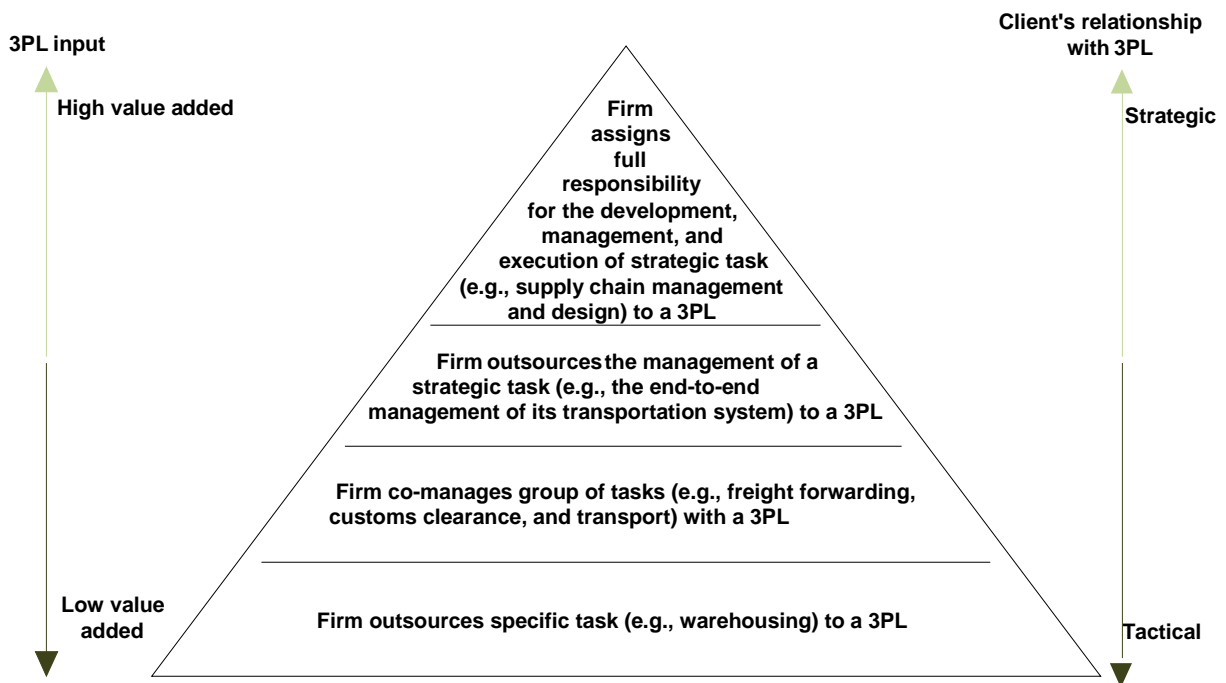 3PL input
High value added
Low value
added
Client's relationship
with 3PL
Strategic
Tactical
Firm
assigns
full
responsibility
for the development,
management, and
execution of strategic task
(e.g., supply chain management
and design) to a 3PL
Firm outsources the management of a
strategic task (e.g., the end-to-end
management of its transportation system) to a 3PL
Firm co-manages group of tasks (e.g., freight forwarding,
customs clearance, and transport) with a 3PL
Firm outsources specific task (e.g., warehousing) to a 3PL